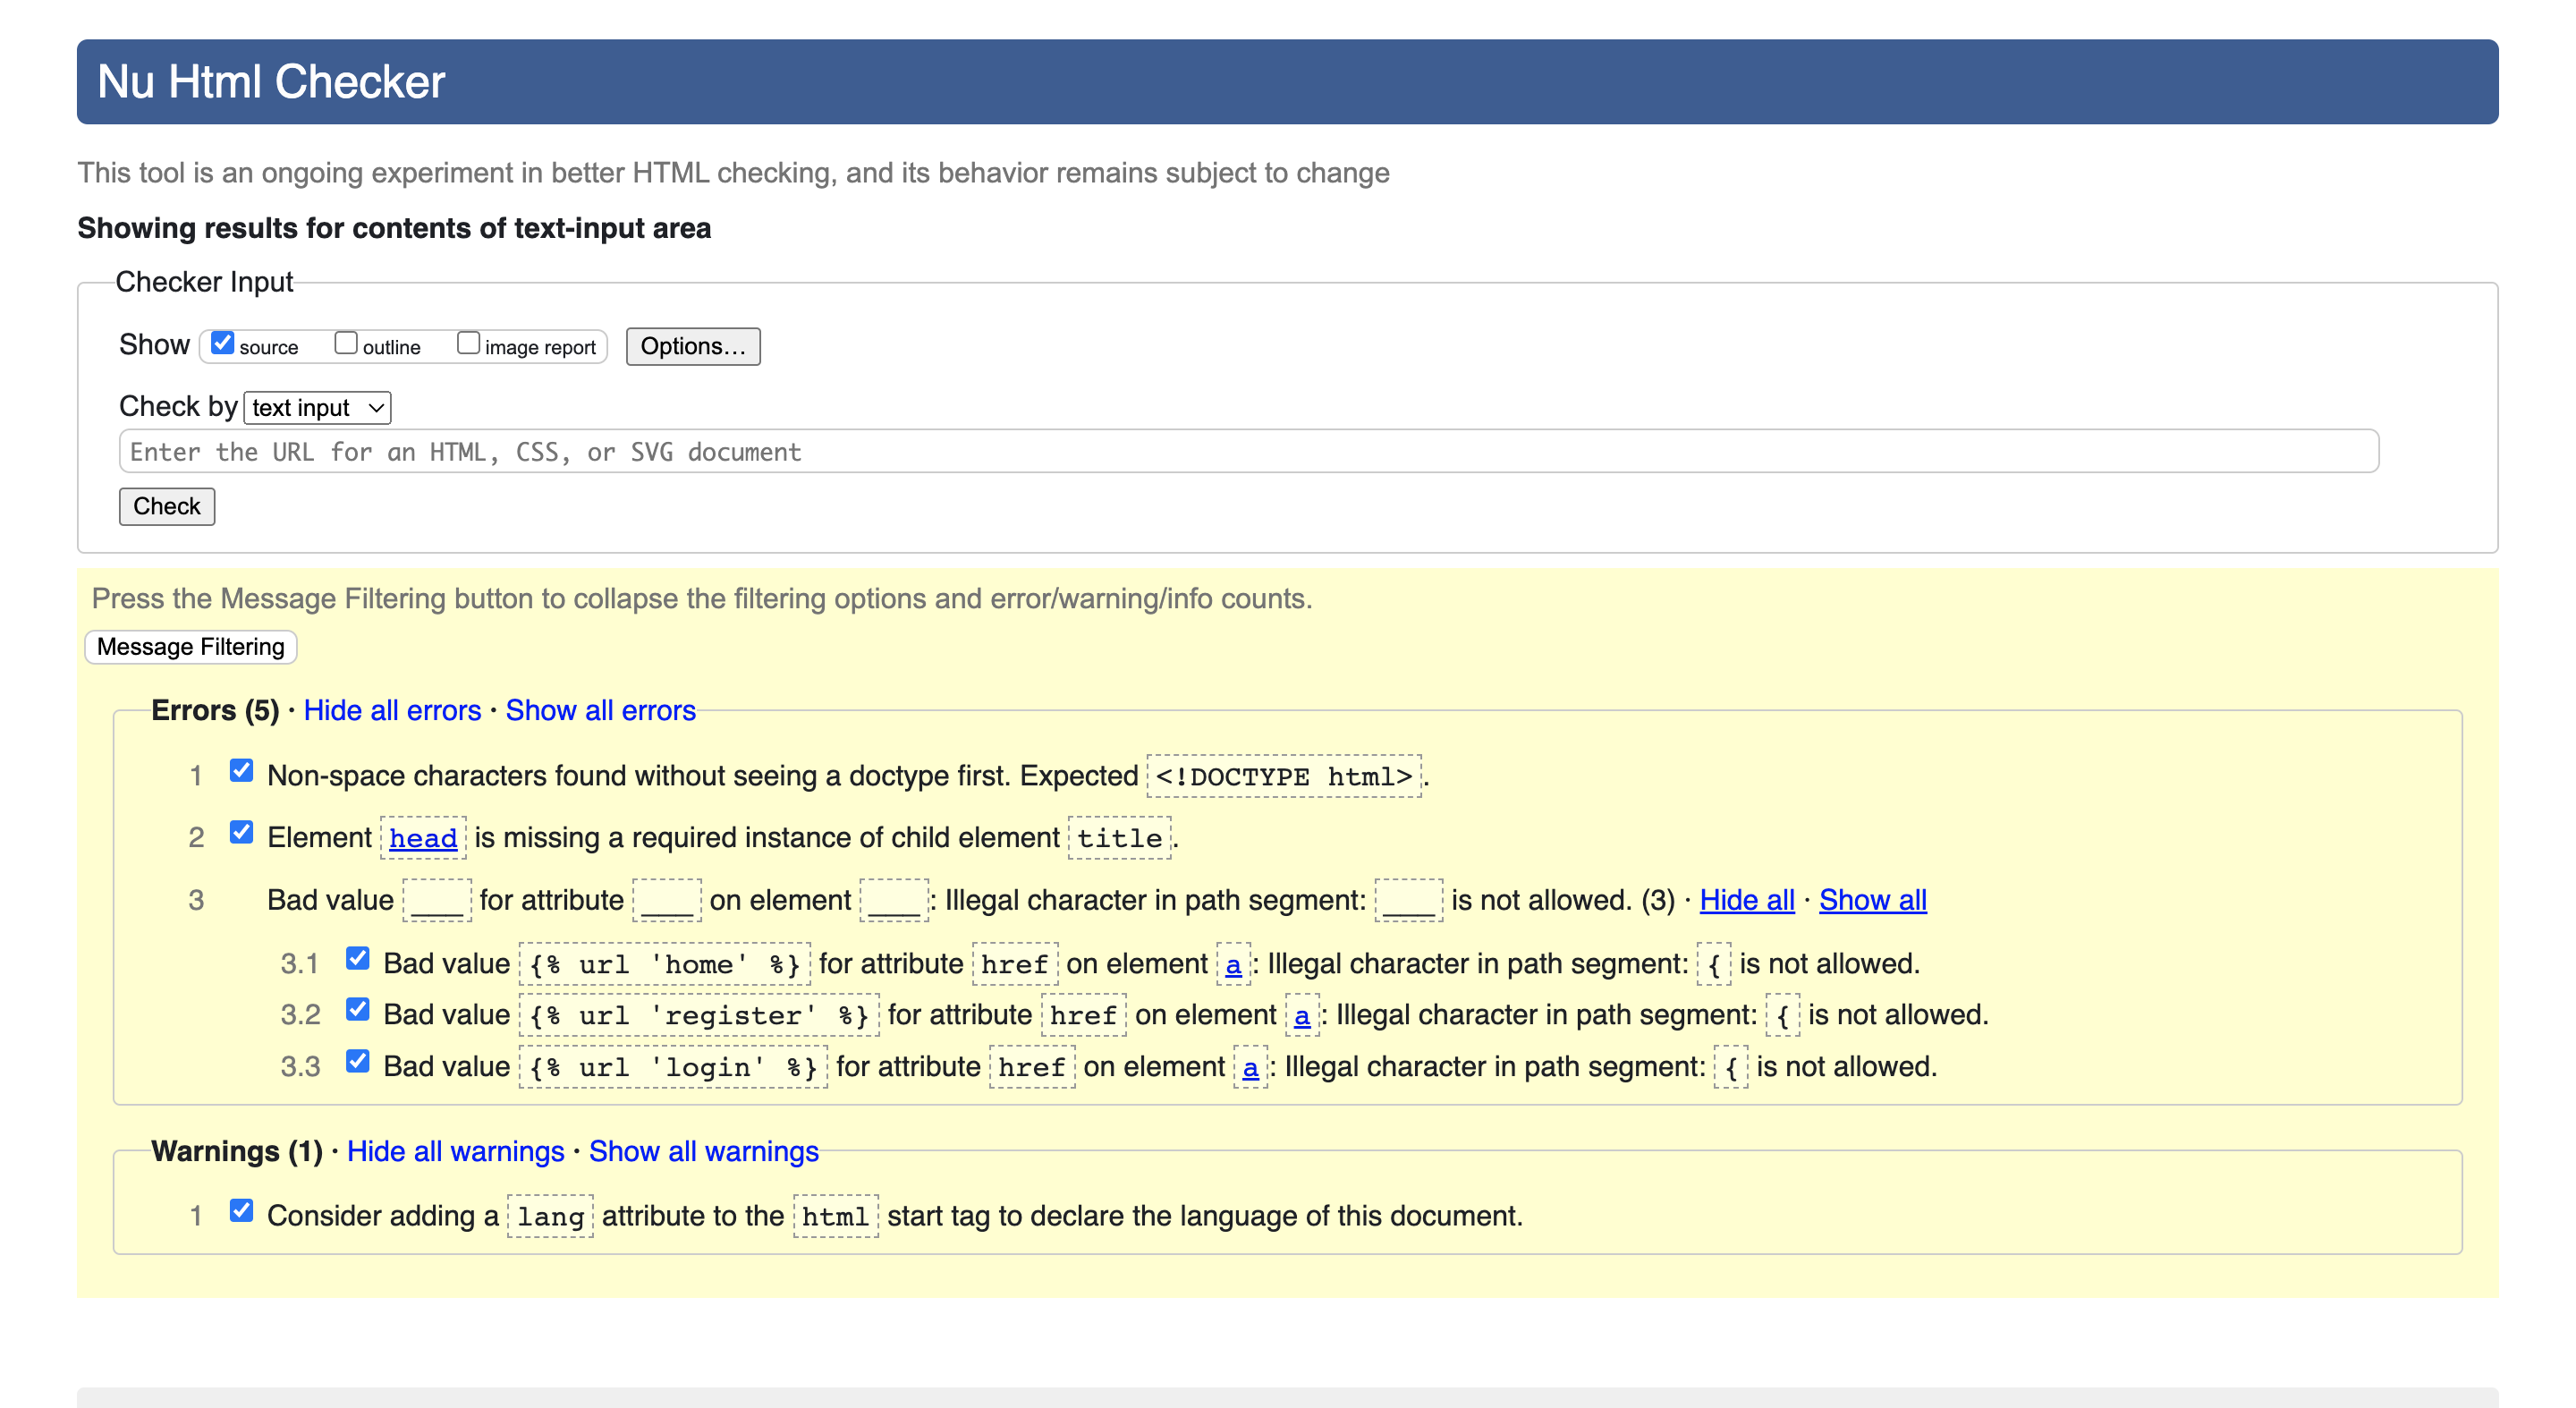 Nu Html Checker
This tool is an ongoing experiment in better HTML checking, and its behavior remains subject to change
Showing results for contents of text-input area
Checker Input
Show source outline image report Options…
Check by text input
Enter the URL for an HTML, CSS, or SVG document
Check
Press the Message Filtering button to collapse the filtering options and error/warning/info counts.
Message Filtering
Errors (5) · Hide all errors · Show all errors
1 Non-space characters found without seeing a doctype first. Expected <!DOCTYPE html>.
2 Element head is missing a required instance of child element title.
3 Bad value ____ for attribute ____ on element ____: Illegal character in path segment: ____ is not allowed. (3) · Hide all · Show all
3.1 Bad value {% url 'home' %} for attribute href on element a: Illegal character in path segment: { is not allowed.
3.2 Bad value {% url 'register' %} for attribute href on element a: Illegal character in path segment: { is not allowed.
3.3 Bad value {% url 'login' %} for attribute href on element a: Illegal character in path segment: { is not allowed.
Warnings (1) · Hide all warnings · Show all warnings
1 Consider adding a lang attribute to the html start tag to declare the language of this document.